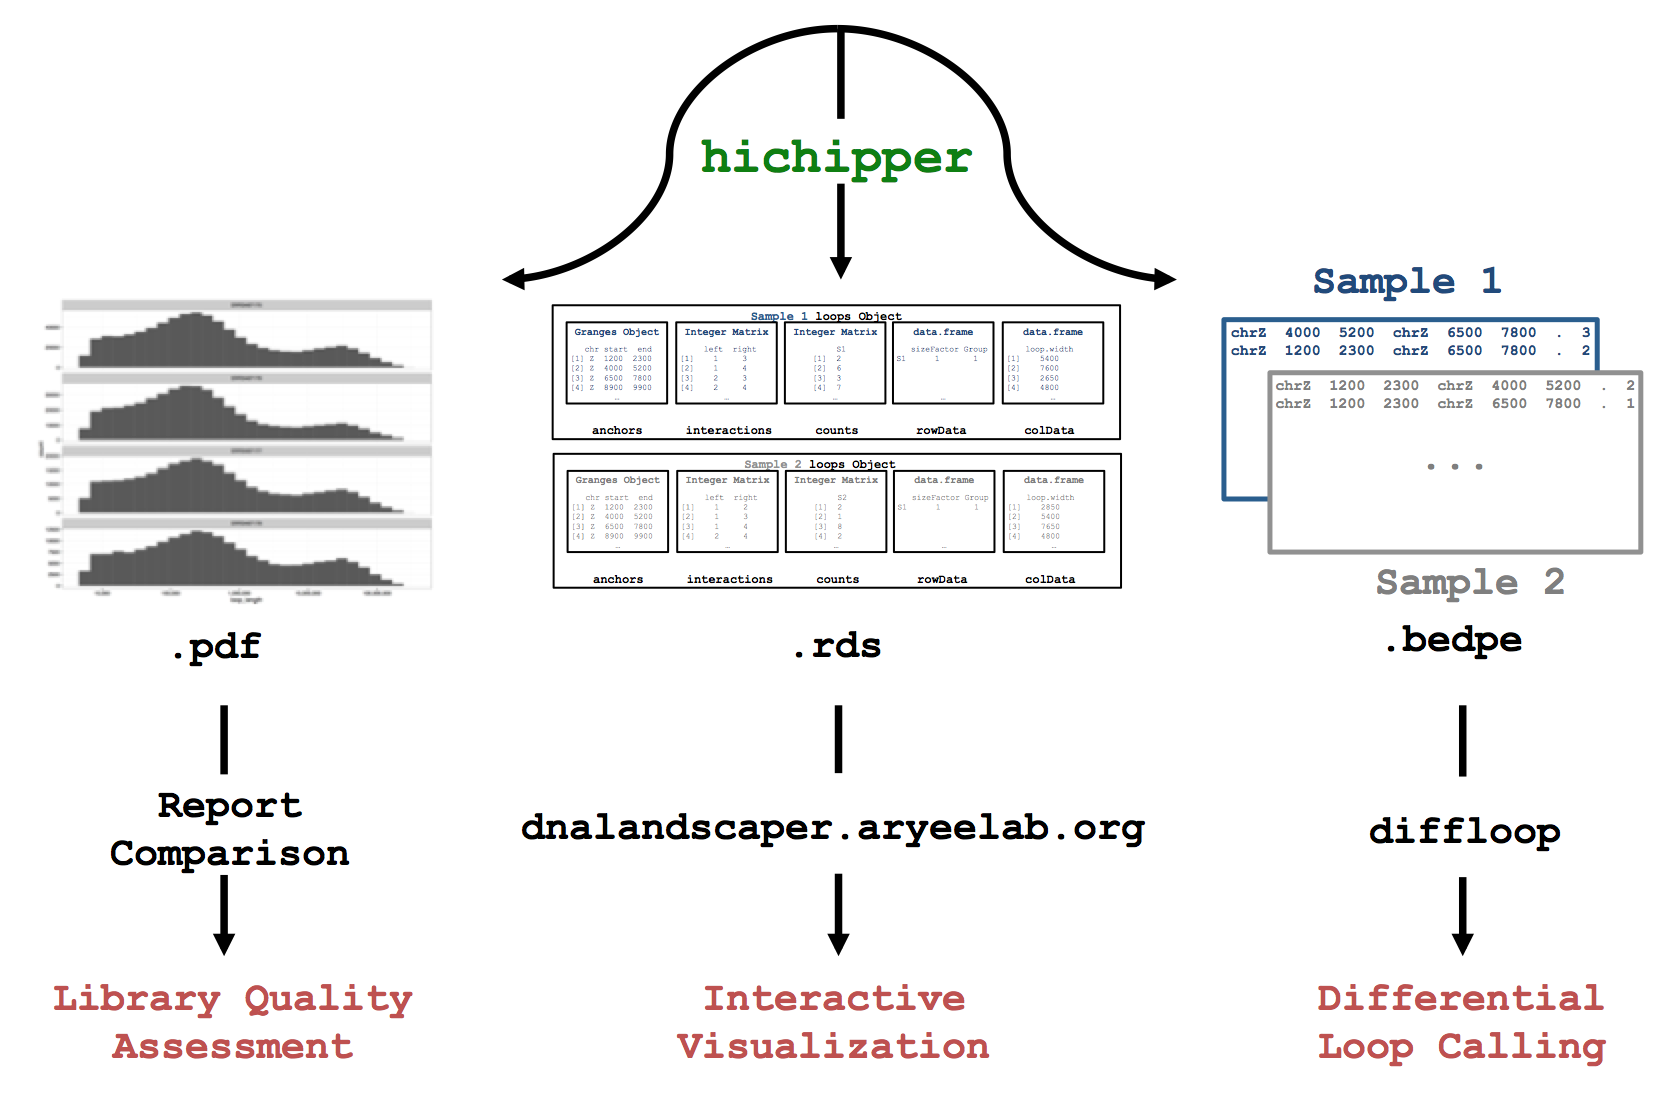 hichipper
Sample 1 loops Object
Granges Object Integer Matrix Integer Matrix data.frame data.frame
chr start end left right S1 sizeFactor Group loop.width
[1] Z 1200 2300 [1] 1 3 [1] 2 S1 1 1 [1] 5400
[2] Z 4000 5200 [2] 1 4 [2] 6 [2] 7600
[3] Z 6500 7800 [3] 2 3 [3] 3 [3] 2650
[4] Z 8900 9900 [4] 2 4 [4] 7 [4] 4800
… … … … …
anchors interactions counts rowData colData
Sample 2 loops Object
Granges Object Integer Matrix Integer Matrix data.frame data.frame
chr start end left right S2 sizeFactor Group loop.width
[1] Z 1200 2300 [1] 1 2 [1] 2 S1 1 1 [1] 2850
[2] Z 4000 5200 [2] 1 3 [2] 1 [2] 5400
[3] Z 6500 7800 [3] 1 4 [3] 8 [3] 7650
[4] Z 8900 9900 [4] 2 4 [4] 2 [4] 4800
… … … … …
anchors interactions counts rowData colData
Sample 1
chrZ 4000 5200 chrZ 6500 7800 . 3
chrZ 1200 2300 chrZ 6500 7800 . 2
chrZ 1200 2300 chrZ 4000 5200 . 2
chrZ 1200 2300 chrZ 6500 7800 . 1
...
Sample 2
loop_length
.pdf
.rds
.bedpe
Report
Comparison
dnalandscaper.aryeelab.org
diffloop
Library Quality
Assessment
Interactive
Visualization
Differential
Loop Calling